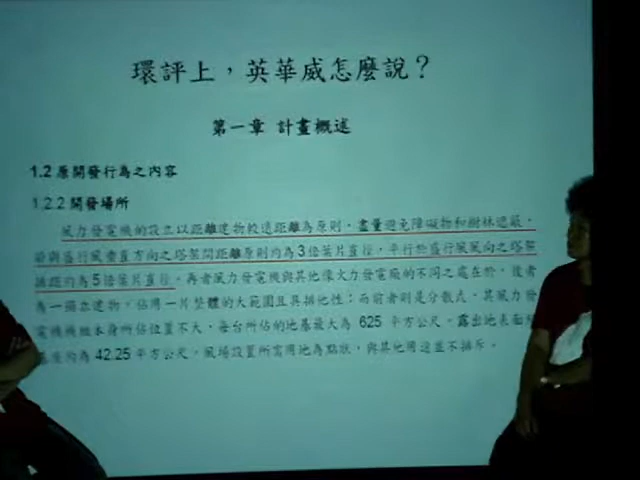 環評上，英華威怎麼說？
第一章 計畫概述
1.2 原開發行為之內容
1.2.2 開發場所
風力發電機的設立以距離建物較遠距離為原則，盡量避免障礙物和樹林遮蔽，
與盛行風垂直方向之塔架間距離原則約為3倍葉片直徑，平行於盛行風風向之塔架
排距約為5倍葉片直徑。再者風力發電機與其他像火力發電廠的不同之處在於，後者
為一獨立建物，佔用一片整體的大範圍且具排他性；而前者則是分散式，其風力發
電機機組本身所佔位置不大，每台所佔的地基最大為 625 平方公尺，露出地表面
基座約為 42.25 平方公尺，風場設置所需用地為點狀，與其他用途並不排斥。